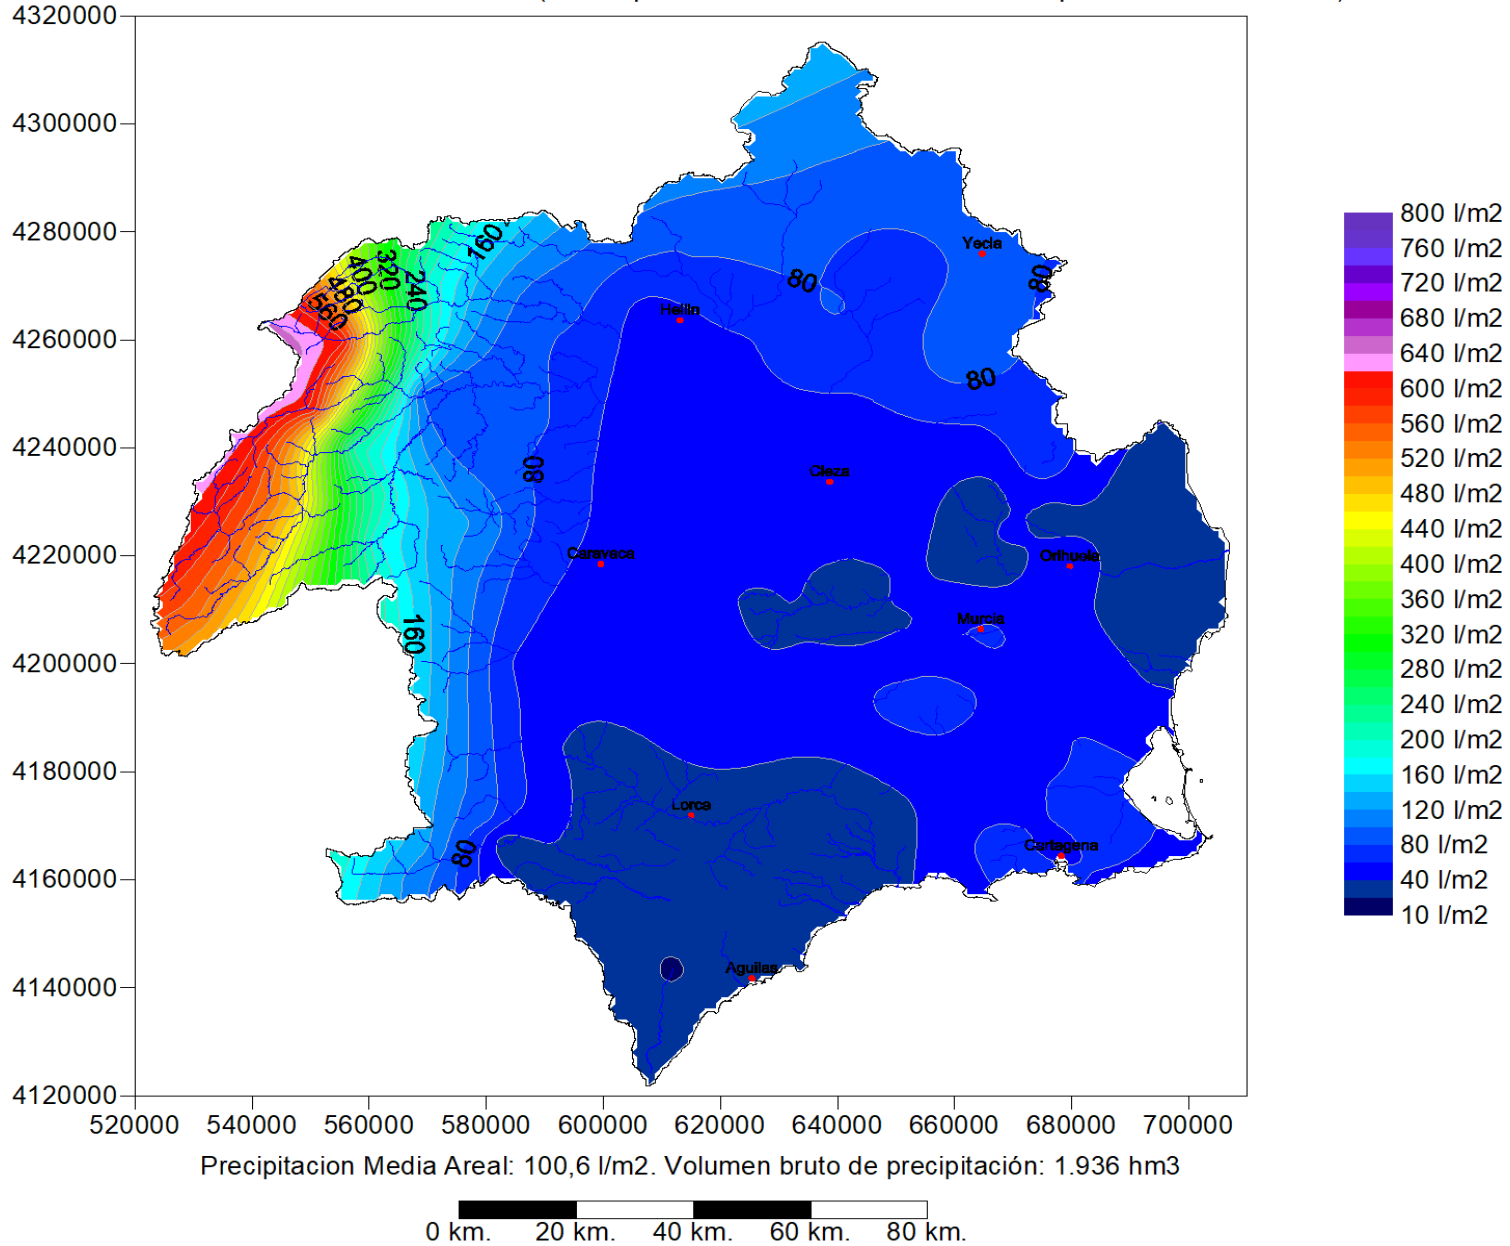 4320000
4300000
4280000
4260000
4240000
4220000
4200000
4180000
4160000
4140000
4120000
520000 540000 560000 580000 600000 620000 640000 660000 680000 700000
160
320
400
240
480
560
80
80
80
80
160
80
Yecla
Hellin
Cieza
Caravaca
Orihuela
Murcia
Lorca
Cartagena
Aguilas
800 l/m2
760 l/m2
720 l/m2
680 l/m2
640 l/m2
600 l/m2
560 l/m2
520 l/m2
480 l/m2
440 l/m2
400 l/m2
360 l/m2
320 l/m2
280 l/m2
240 l/m2
200 l/m2
160 l/m2
120 l/m2
80 l/m2
40 l/m2
10 l/m2
Precipitacion Media Areal: 100,6 l/m2. Volumen bruto de precipitación: 1.936 hm3
0 km. 20 km. 40 km. 60 km. 80 km.